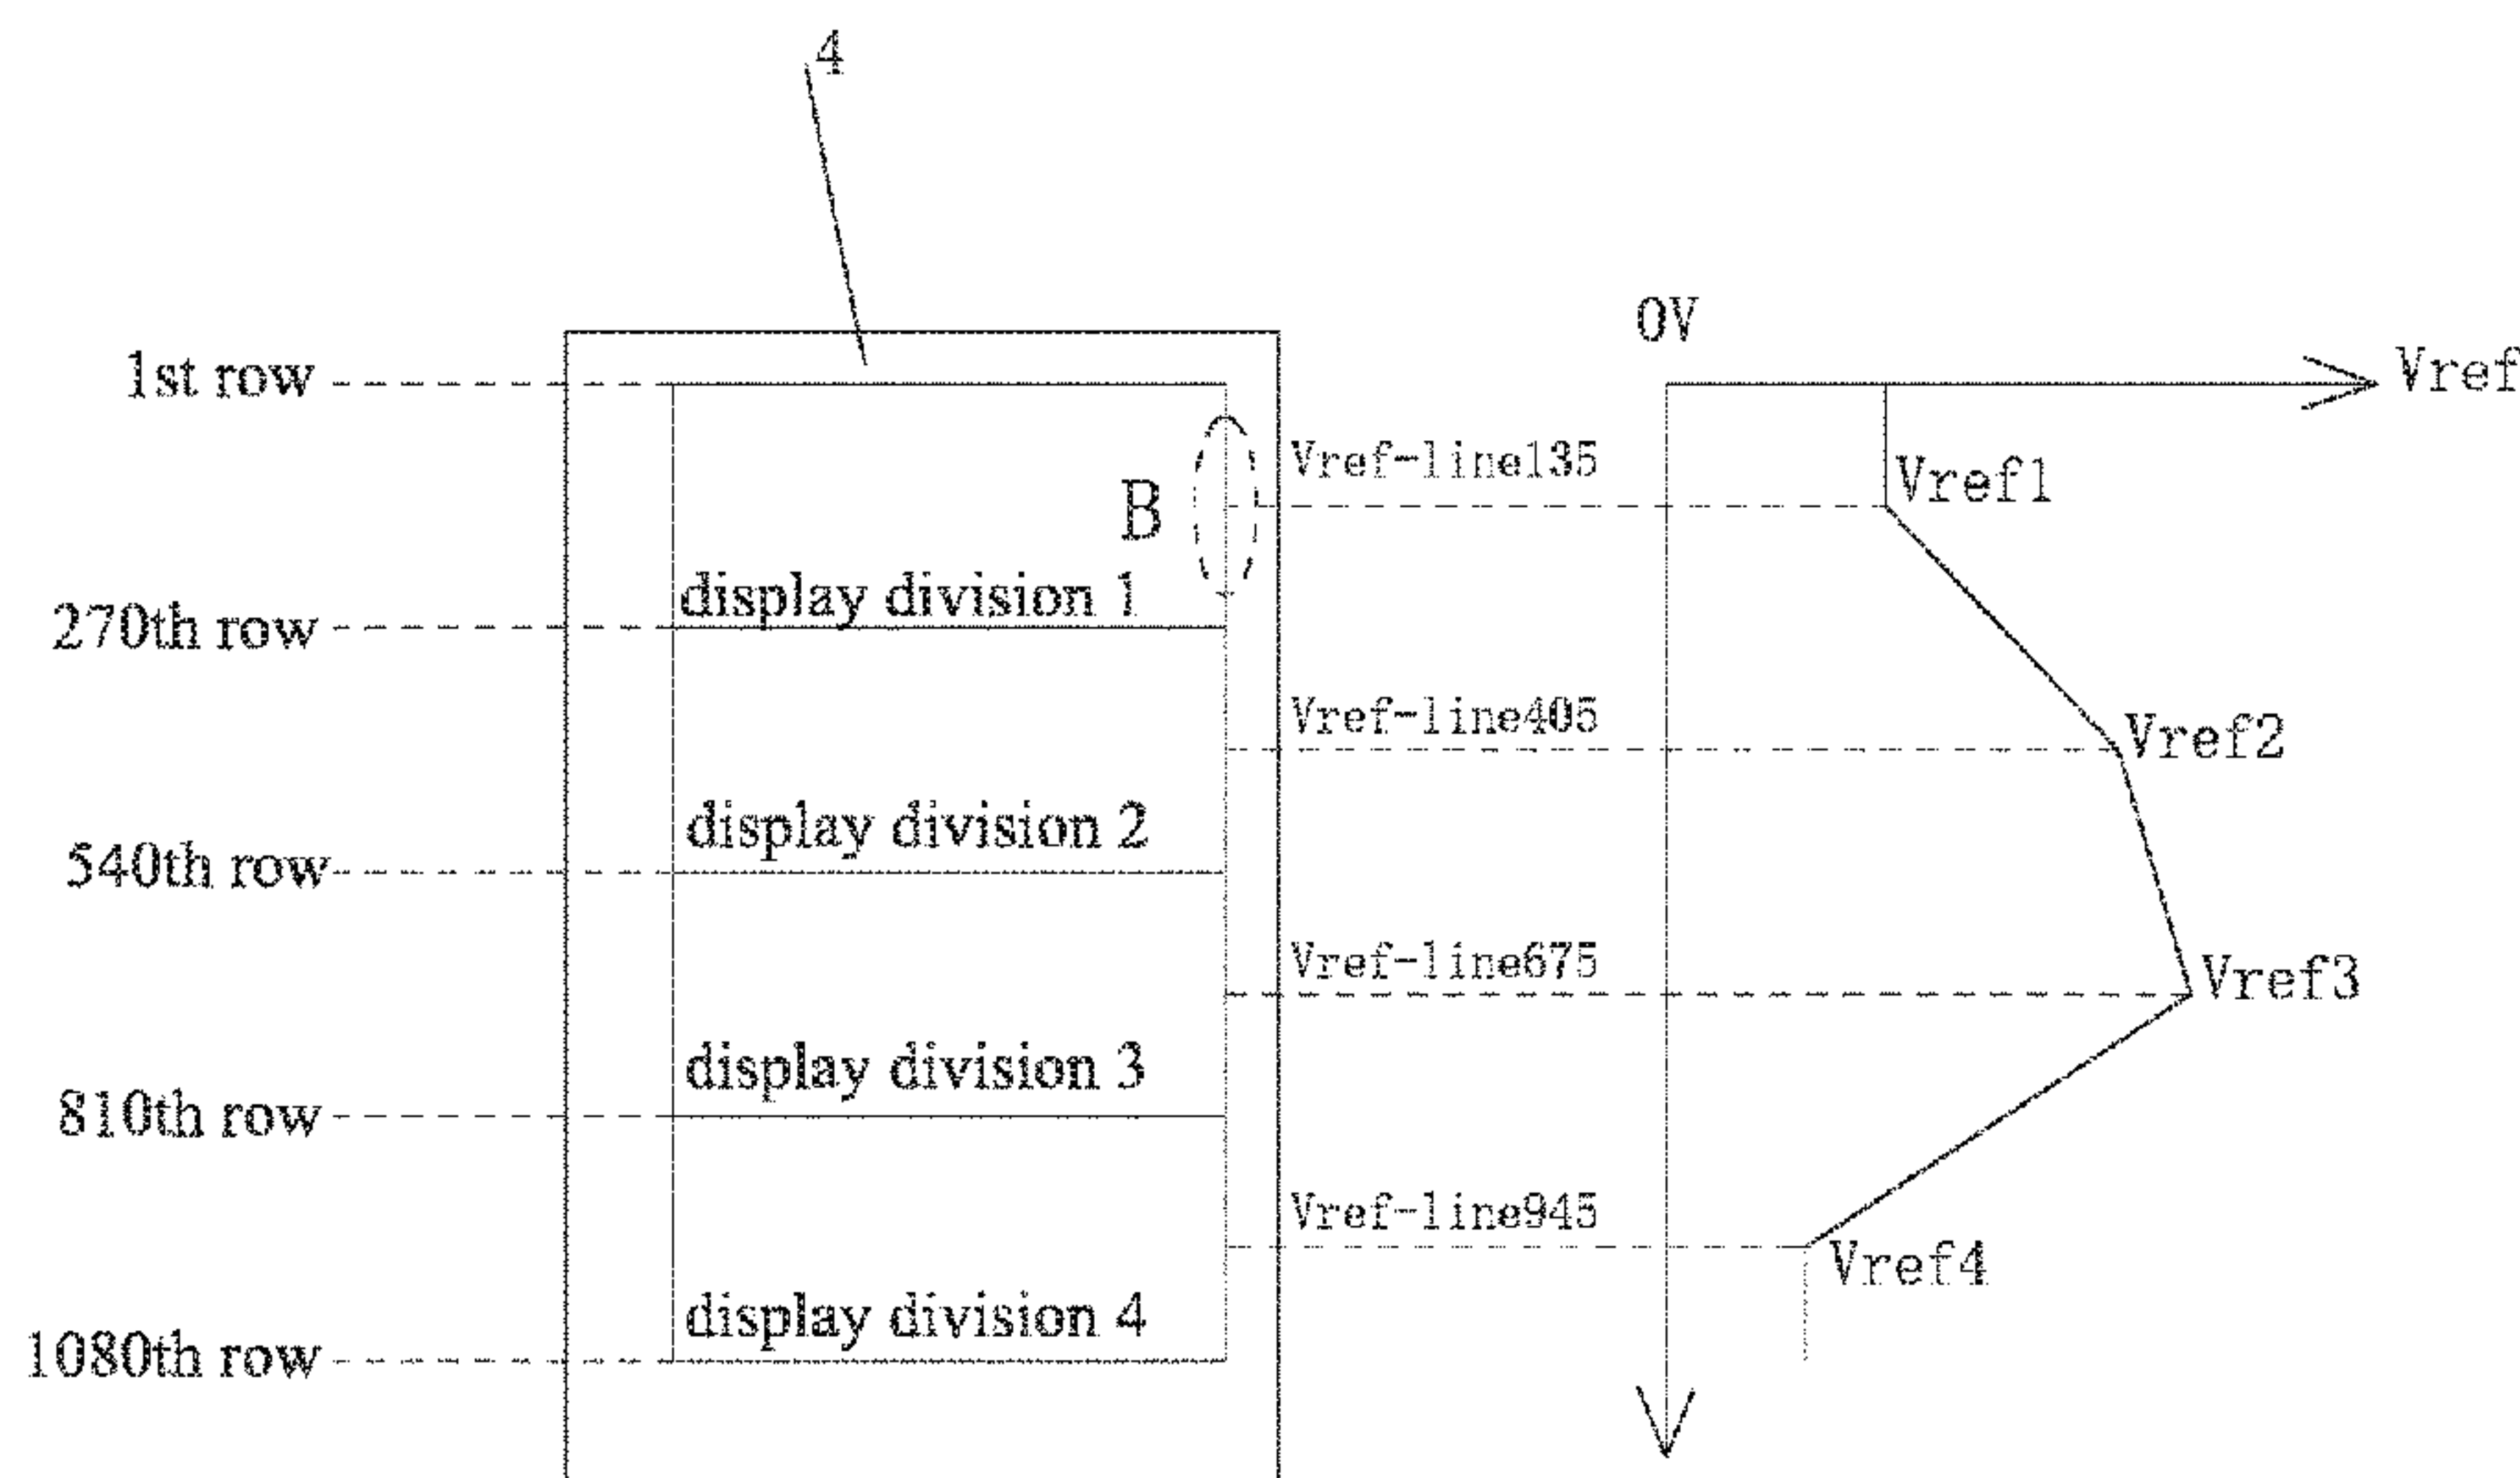 4
0V
1st row
Vref
Vref-line135
Vref1
B
display division 1
270th row
Vref-line405
Vref2
display division 2
540th row
Vref-line675
Vref3
display division 3
810th row
Vref-line945
Vref4
display division 4
1080th row